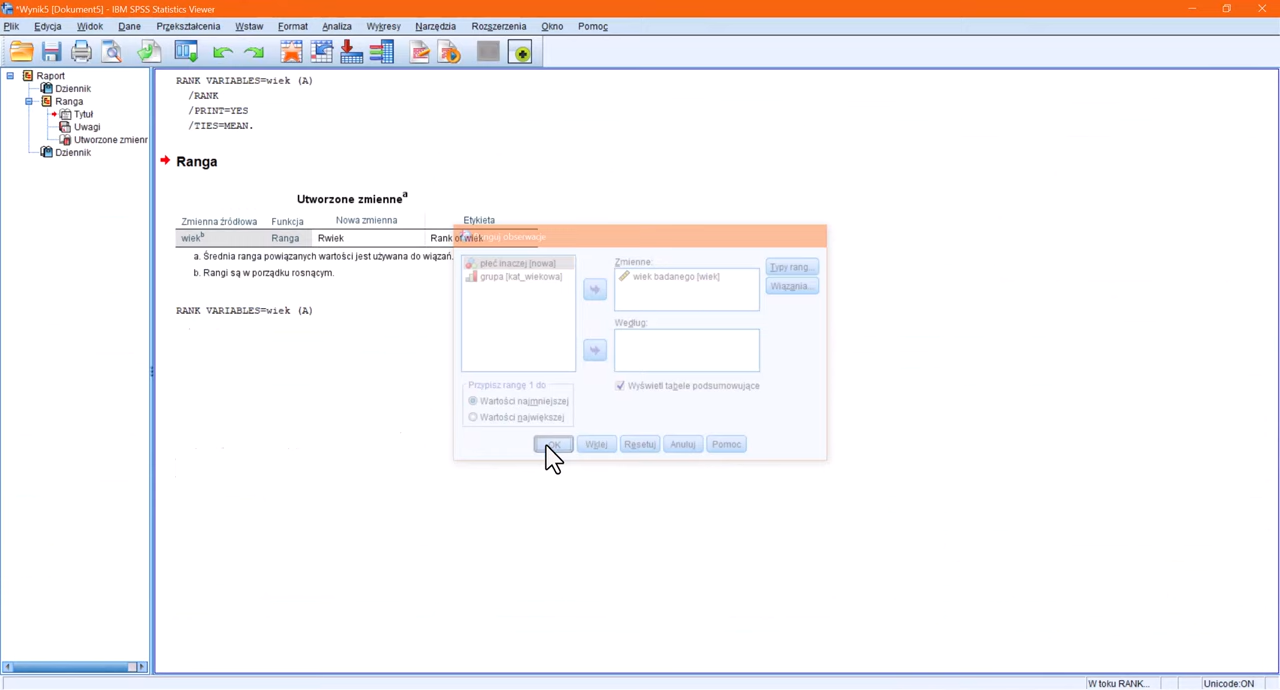 *Wynik5 [Dokument5] - IBM SPSS Statistics Viewer
Plik Edycja Widok Dane Przekształcenia Wstaw Format Analiza Wykresy Narzędzia Rozszerzenia Okno Pomoc
Raport
Dziennik
Ranga
Tytuł
Uwagi
Utworzone zmienn
Dziennik
RANK VARIABLES=wiek (A)
/RANK
/PRINT=YES
/TIES=MEAN.
Ranga
Utworzone zmienne a
Zmienna źródłowa Funkcja Nowa zmienna Etykieta
wiek b Ranga Rwiek Rank of wiek
a. Średnia ranga powiązanych wartości jest używana do wiązań.
b. Rangi są w porządku rosnącym.
RANK VARIABLES=wiek (A)
Ranguj obserwacje
płeć inaczej [nowa]
grupa [kat_wiekowa]
Zmienne:
wiek badanego [wiek]
Typy rang...
Wiązania...
Według:
Przypisz rangę 1 do
Wartości najmniejszej
Wartości największej
Wyświetl tabele podsumowujące
OK Wklej Resetuj Anuluj Pomoc
W toku RANK... Unicode:ON